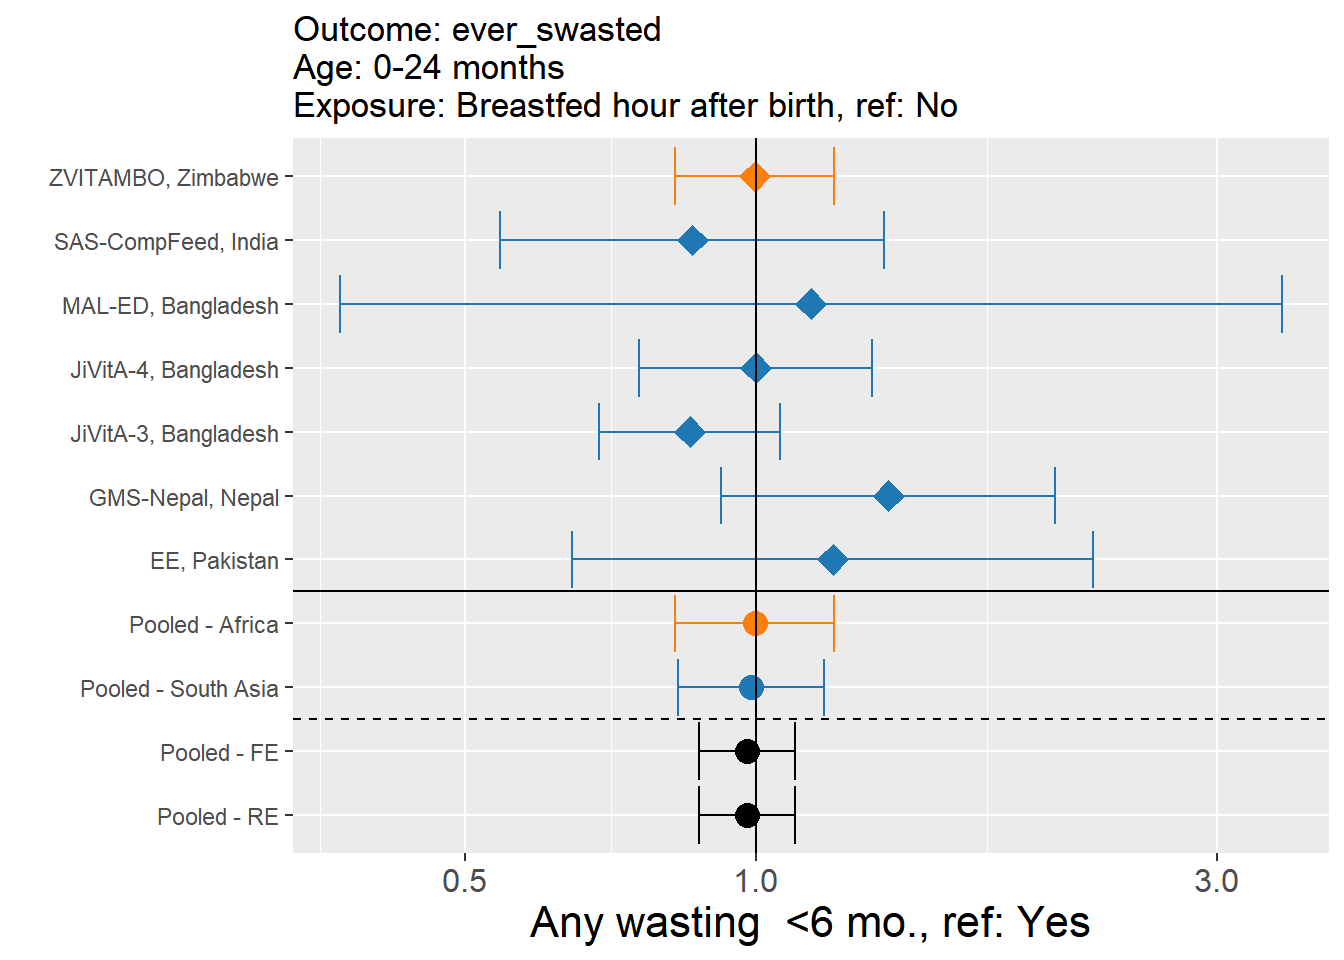 Outcome: ever_swasted
Age: 0-24 months
Exposure: Breastfed hour after birth, ref: No
ZVITAMBO, Zimbabwe
SAS-CompFeed, India
MAL-ED, Bangladesh
JiVitA-4, Bangladesh
JiVitA-3, Bangladesh
GMS-Nepal, Nepal
EE, Pakistan
Pooled - Africa
Pooled - South Asia
Pooled - FE
Pooled - RE
0.5 1.0 3.0
Any wasting  <6 mo., ref: Yes